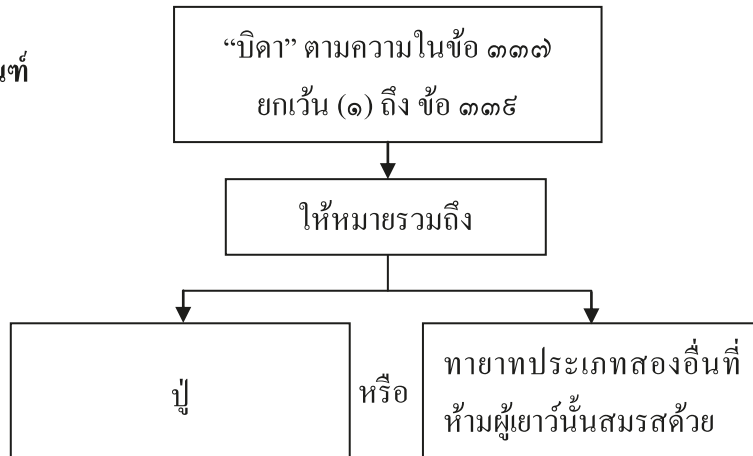 “บิดา” ตามความในข้อ ๓๓๗
ยกเว้น (๑) ถึง ข้อ ๓๓๙
ให้หมายรวมถึง
ปู่
หรือ
ทายาทประเภทสองอื่นที่
ห้ามผู้เยาว์นั้นสมรสด้วย